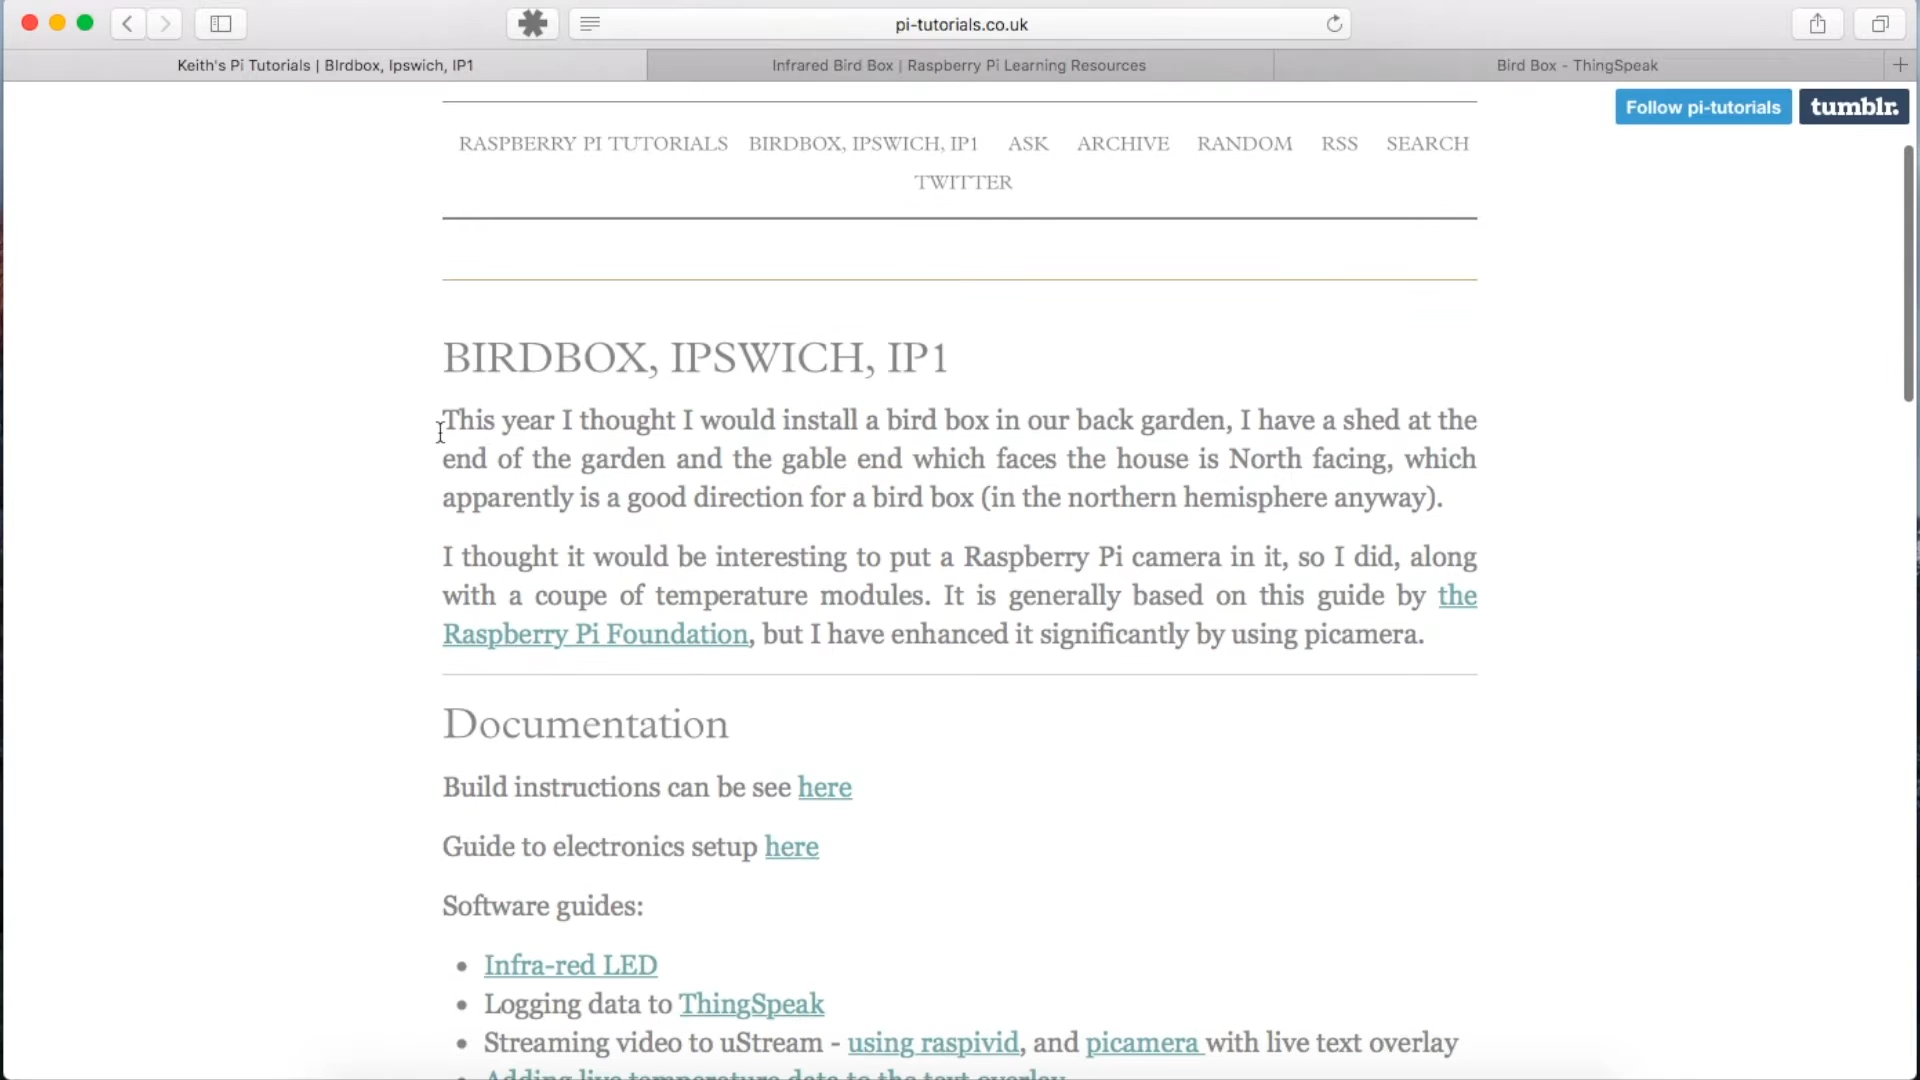 pi-tutorials.co.uk
Keith's Pi Tutorials | BIrdbox, Ipswich, IP1
Infrared Bird Box | Raspberry Pi Learning Resources
Bird Box - ThingSpeak
Follow pi-tutorials
tumblr.
RASPBERRY PI TUTORIALS BIRDBOX, IPSWICH, IP1 ASK ARCHIVE RANDOM RSS SEARCH
TWITTER
BIRDBOX, IPSWICH, IP1
This year I thought I would install a bird box in our back garden, I have a shed at the
end of the garden and the gable end which faces the house is North facing, which
apparently is a good direction for a bird box (in the northern hemisphere anyway).
I thought it would be interesting to put a Raspberry Pi camera in it, so I did, along
with a coupe of temperature modules. It is generally based on this guide by the
Raspberry Pi Foundation, but I have enhanced it significantly by using picamera.
Documentation
Build instructions can be see here
Guide to electronics setup here
Software guides:
• Infra-red LED
• Logging data to ThingSpeak
• Streaming video to uStream - using raspivid, and picamera with live text overlay
• Adding live temperature data to the text overlay